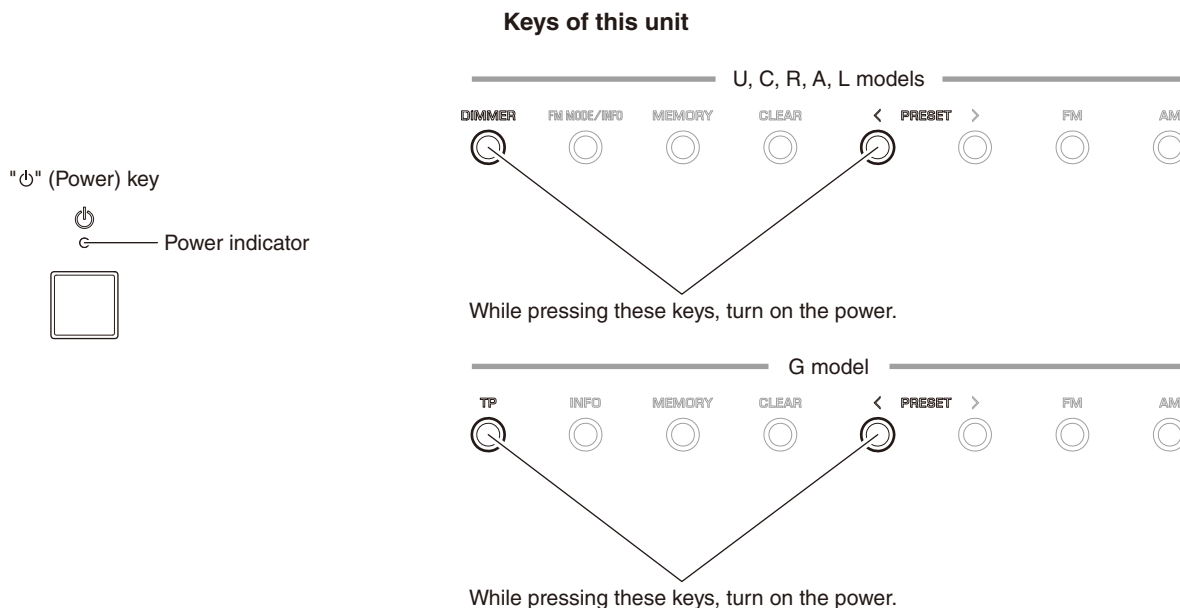 Keys of this unit
U, C, R, A, L models
DIMMER FM MODE/INFO MEMORY CLEAR < PRESET > FM AM
"⏻" (Power) key
Power indicator
While pressing these keys, turn on the power.
G model
TP INFO MEMORY CLEAR < PRESET > FM AM
While pressing these keys, turn on the power.